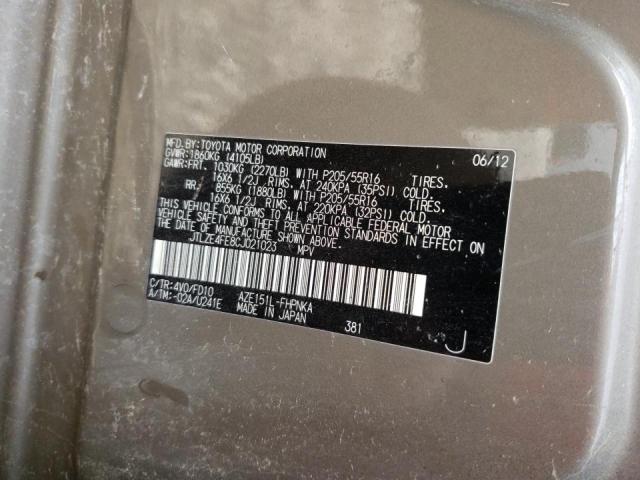 MFD.BY:TOYOTA MOTOR CORPORATION 06/12
GVWR:1860KG (4105LB)
GAWR:FRT. 1030KG (2270LB) WITH P205/55R16 TIRES,
16X6 1/2J RIMS, AT 240KPA (35PSI) COLD.
RR. 855KG (1880LB) WITH P205/55R16 TIRES,
16X6 1/2J RIMS, AT 220KPA (32PSI) COLD.
THIS VEHICLE CONFORMS TO ALL APPLICABLE FEDERAL MOTOR
VEHICLE SAFETY AND THEFT PREVENTION STANDARDS IN EFFECT ON
THE DATE OF MANUFACTURE SHOWN ABOVE.
JTLZE4FE8CJ021023 MPV
C/TR:4V0/FD10 AZE151L-FHPNKA
A/TM:-02A/U241E MADE IN JAPAN 381 J